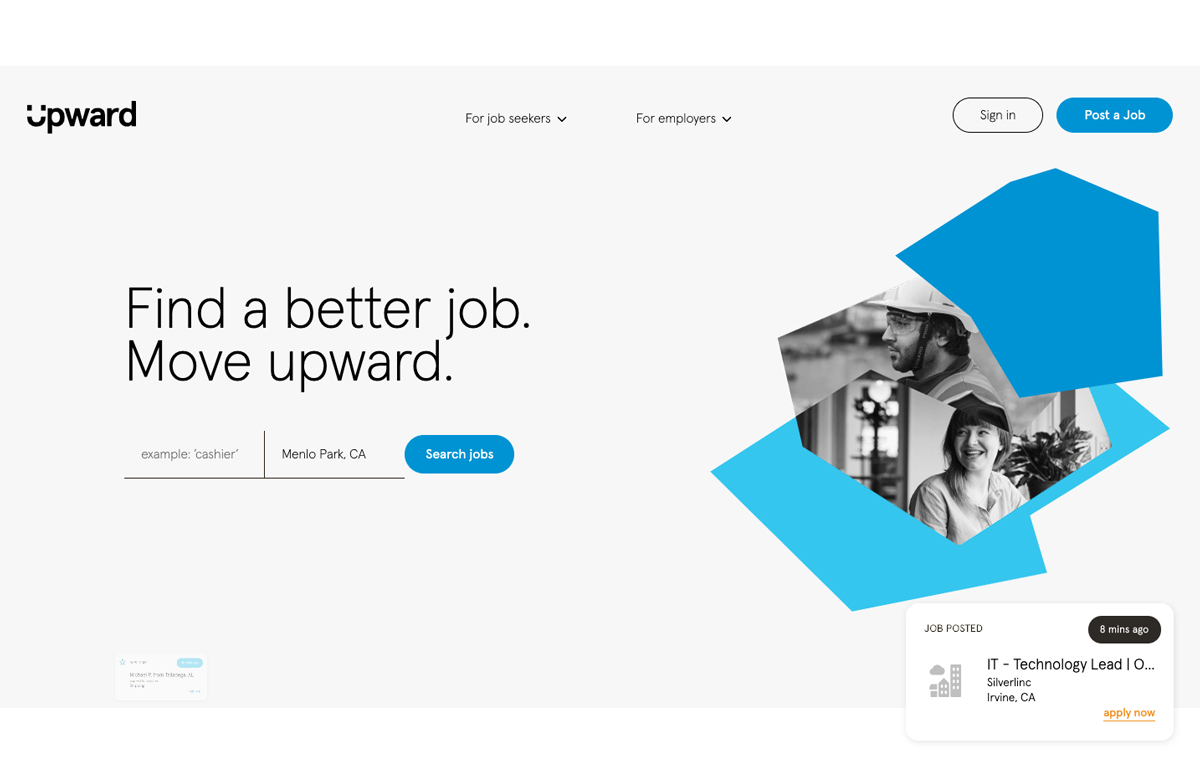 upward
For job seekers
For employers
Sign in
Post a Job
Find a better job.
Move upward.
example: 'cashier'
Menlo Park, CA
Search jobs
JOB POSTED
8 mins ago
IT - Technology Lead | O...
Silverlinc
Irvine, CA
apply now